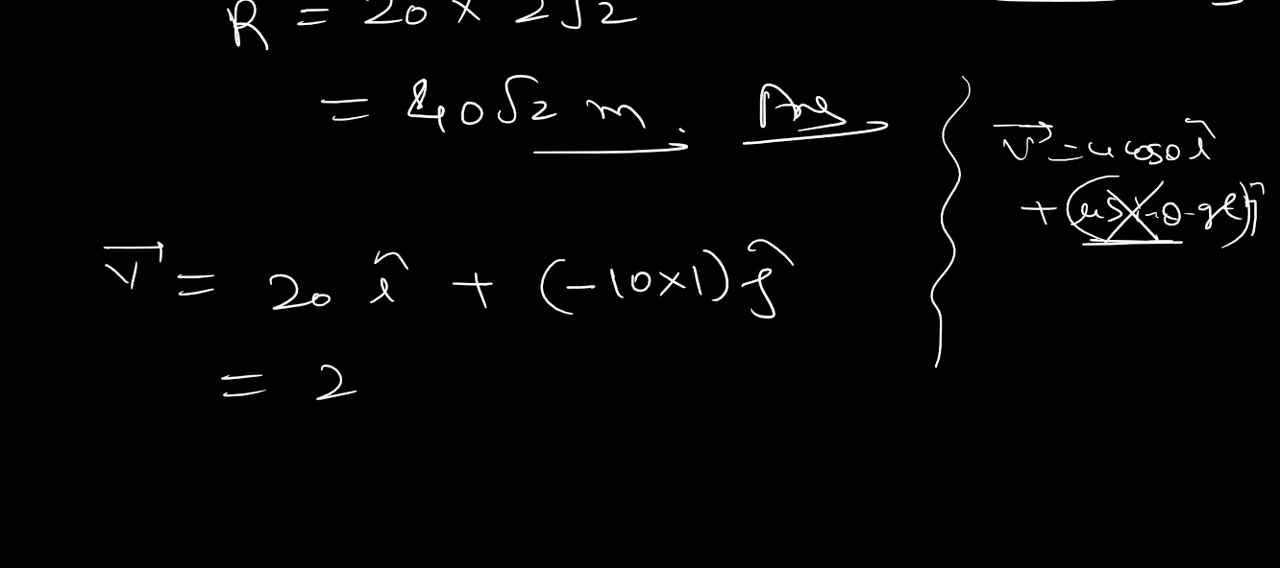 R = 20 × 2√2
= 40√2 m. Ans.
v⃗ = u cosθ î
+ (u sinθ - gt) ĵ
v⃗ = 20 î + (-10×1) ĵ
= 2